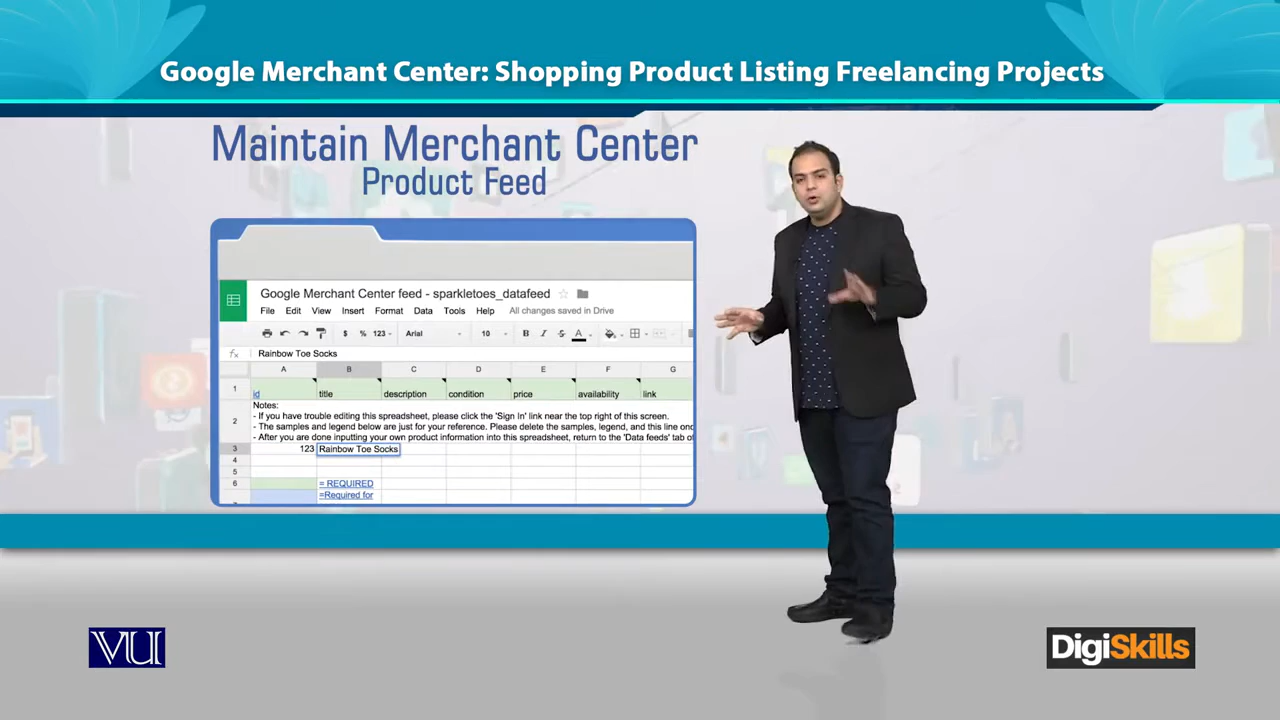 Google Merchant Center: Shopping Product Listing Freelancing Projects
Maintain Merchant Center
Product Feed
Google Merchant Center feed - sparkletoes_datafeed
File Edit View Insert Format Data Tools Help All changes saved in Drive
$ % 123 Arial 10 B I S A
fx Rainbow Toe Socks
A B C D E F G
1 id title description condition price availability link
2 Notes:
- If you have trouble editing this spreadsheet, please click the 'Sign In' link near the top right of this screen.
- The samples and legend below are just for your reference. Please delete the samples, legend, and this line onc
- After you are done inputting your own product information into this spreadsheet, return to the 'Data feeds' tab of
3 123 Rainbow Toe Socks
4
5
6 = REQUIRED
=Required for
VU
DigiSkills